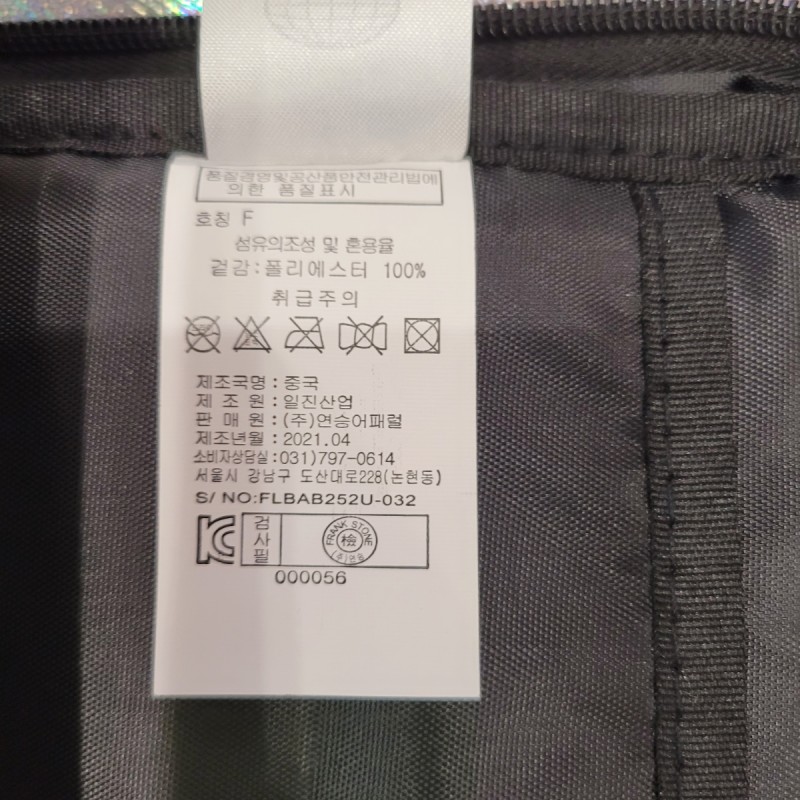 품질경영및공산품안전관리법에
의한 품질표시
호칭 F
섬유의조성 및 혼용율
겉감:폴리에스터 100%
취급주의
제조국명 : 중국
제 조 원 : 일진산업
판 매 원 : (주)연승어패럴
제조년월 : 2021.04
소비자상담실 : 031)797-0614
서울시 강남구 도산대로228(논현동)
S/ NO:FLBAB252U-032
검사필
FRANK STONE
檢
000056